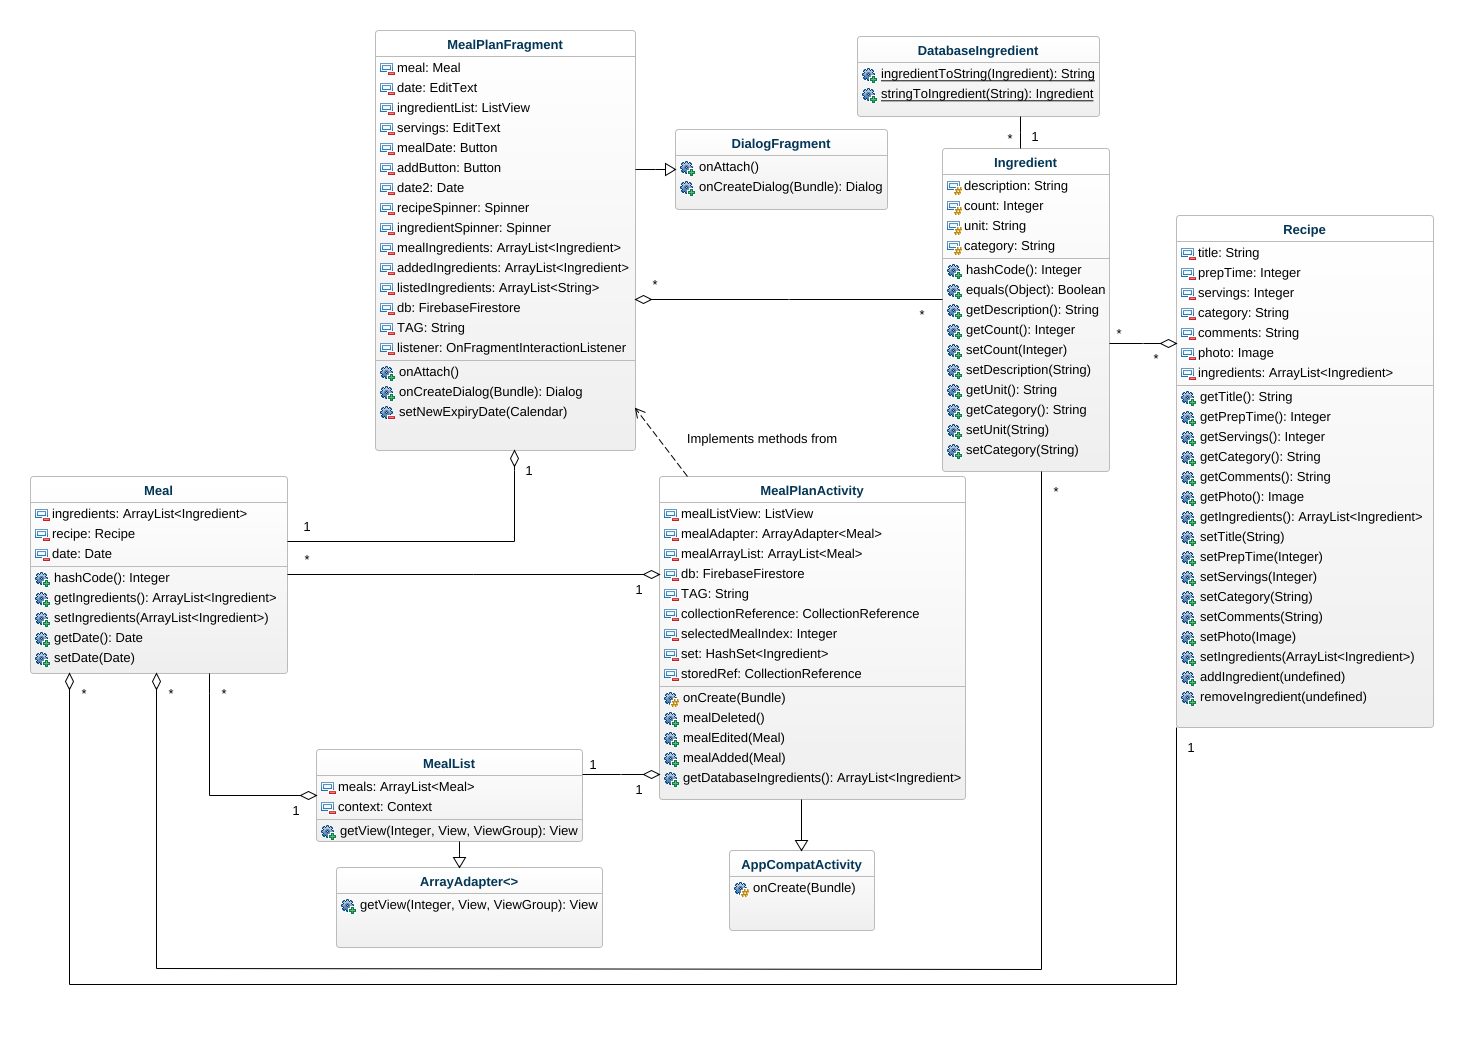 MealPlanFragment
meal: Meal
date: EditText
ingredientList: ListView
servings: EditText
mealDate: Button
addButton: Button
date2: Date
recipeSpinner: Spinner
ingredientSpinner: Spinner
mealIngredients: ArrayList<Ingredient>
addedIngredients: ArrayList<Ingredient>
listedIngredients: ArrayList<String>
db: FirebaseFirestore
TAG: String
listener: OnFragmentInteractionListener
onAttach()
onCreateDialog(Bundle): Dialog
setNewExpiryDate(Calendar)
DialogFragment
onAttach()
onCreateDialog(Bundle): Dialog
DatabaseIngredient
ingredientToString(Ingredient): String
stringToIngredient(String): Ingredient
* 1
Ingredient
description: String
count: Integer
unit: String
category: String
hashCode(): Integer
equals(Object): Boolean
getDescription(): String
getCount(): Integer
setCount(Integer)
setDescription(String)
getUnit(): String
getCategory(): String
setUnit(String)
setCategory(String)
*
*
*
*
*
Recipe
title: String
prepTime: Integer
servings: Integer
category: String
comments: String
photo: Image
ingredients: ArrayList<Ingredient>
getTitle(): String
getPrepTime(): Integer
getServings(): Integer
getCategory(): String
getComments(): String
getPhoto(): Image
getIngredients(): ArrayList<Ingredient>
setTitle(String)
setPrepTime(Integer)
setServings(Integer)
setCategory(String)
setComments(String)
setPhoto(Image)
setIngredients(ArrayList<Ingredient>)
addIngredient(undefined)
removeIngredient(undefined)
1
Implements methods from
1
Meal
ingredients: ArrayList<Ingredient>
recipe: Recipe
date: Date
hashCode(): Integer
getIngredients(): ArrayList<Ingredient>
setIngredients(ArrayList<Ingredient>)
getDate(): Date
setDate(Date)
1
*
1
* * *
MealPlanActivity
mealListView: ListView
mealAdapter: ArrayAdapter<Meal>
mealArrayList: ArrayList<Meal>
db: FirebaseFirestore
TAG: String
collectionReference: CollectionReference
selectedMealIndex: Integer
set: HashSet<Ingredient>
storedRef: CollectionReference
onCreate(Bundle)
mealDeleted()
mealEdited(Meal)
mealAdded(Meal)
getDatabaseIngredients(): ArrayList<Ingredient>
MealList
meals: ArrayList<Meal>
context: Context
getView(Integer, View, ViewGroup): View
1
1
1
ArrayAdapter<>
getView(Integer, View, ViewGroup): View
AppCompatActivity
onCreate(Bundle)